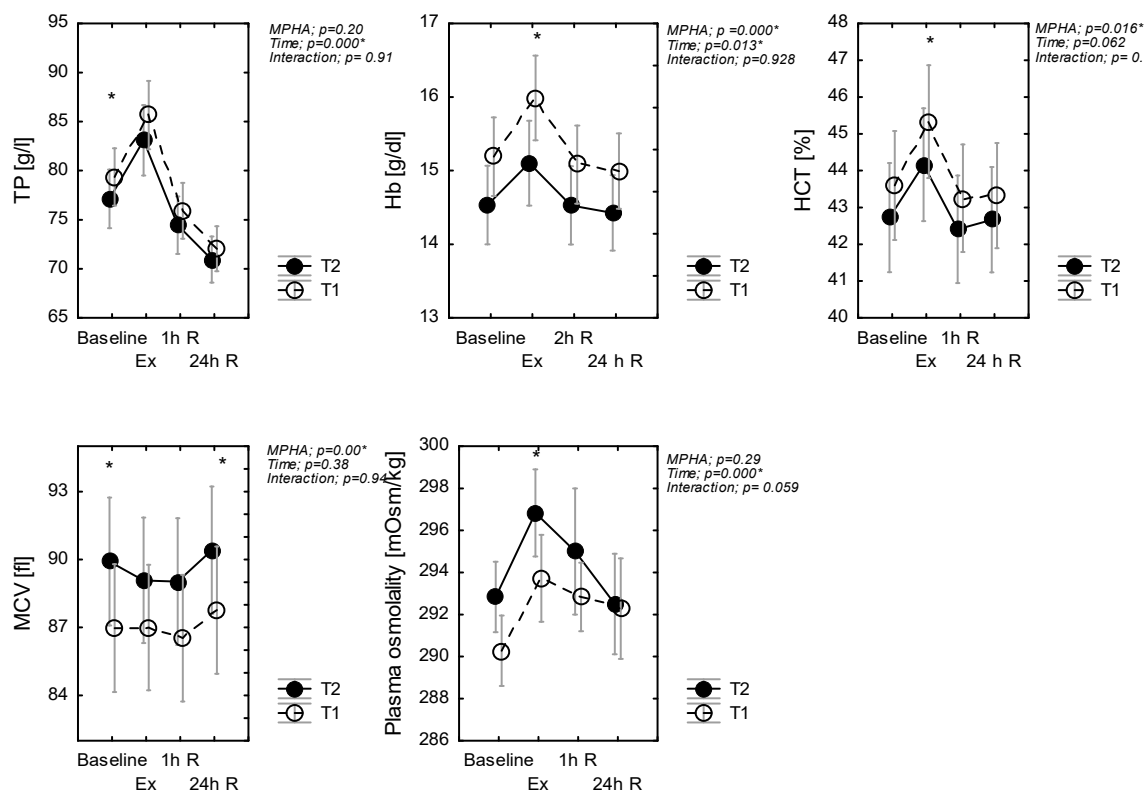 MPHA; p=0.20
Time; p=0.000*
Interaction; p= 0.91
TP [g/l]
95
90
85
80
75
70
65
*
T2
T1
Baseline 1h R
Ex 24h R
MPHA; p =0.000*
Time; p=0.013*
Interaction; p=0.928
Hb [g/dl]
17
16
15
14
13
*
T2
T1
Baseline 2h R
Ex 24 h R
MPHA; p=0.016*
Time; p=0.062
Interaction; p= 0.
HCT [%]
48
47
46
45
44
43
42
41
40
*
T2
T1
Baseline 1h R
Ex 24h R
MPHA; p=0.00*
Time; p=0.38
Interaction; p=0.94
MCV [fl]
93
90
87
84
*
*
T2
T1
Baseline 1h R
Ex 24h R
MPHA; p=0.29
Time; p=0.000*
Interaction; p= 0.059
Plasma osmolality [mOsm/kg]
300
298
296
294
292
290
288
286
*
T2
T1
Baseline 1h R
Ex 24h R